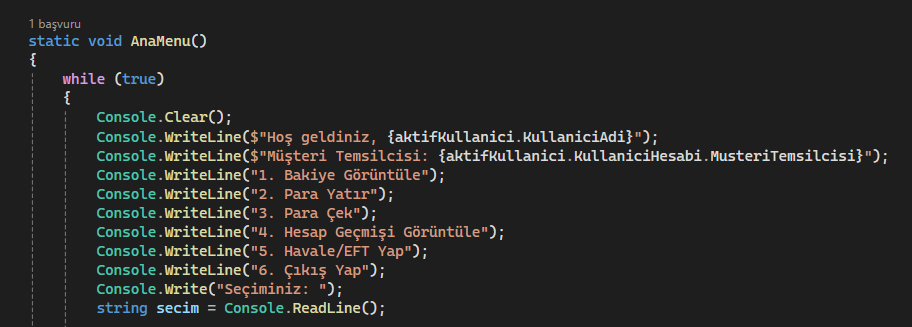 1 başvuru
static void AnaMenu()
{
while (true)
{
Console.Clear();
Console.WriteLine($"Hoş geldiniz, {aktifKullanici.KullaniciAdi}");
Console.WriteLine($"Müşteri Temsilcisi: {aktifKullanici.KullaniciHesabi.MusteriTemsilcisi}");
Console.WriteLine("1. Bakiye Görüntüle");
Console.WriteLine("2. Para Yatır");
Console.WriteLine("3. Para Çek");
Console.WriteLine("4. Hesap Geçmişi Görüntüle");
Console.WriteLine("5. Havale/EFT Yap");
Console.WriteLine("6. Çıkış Yap");
Console.Write("Seçiminiz: ");
string secim = Console.ReadLine();